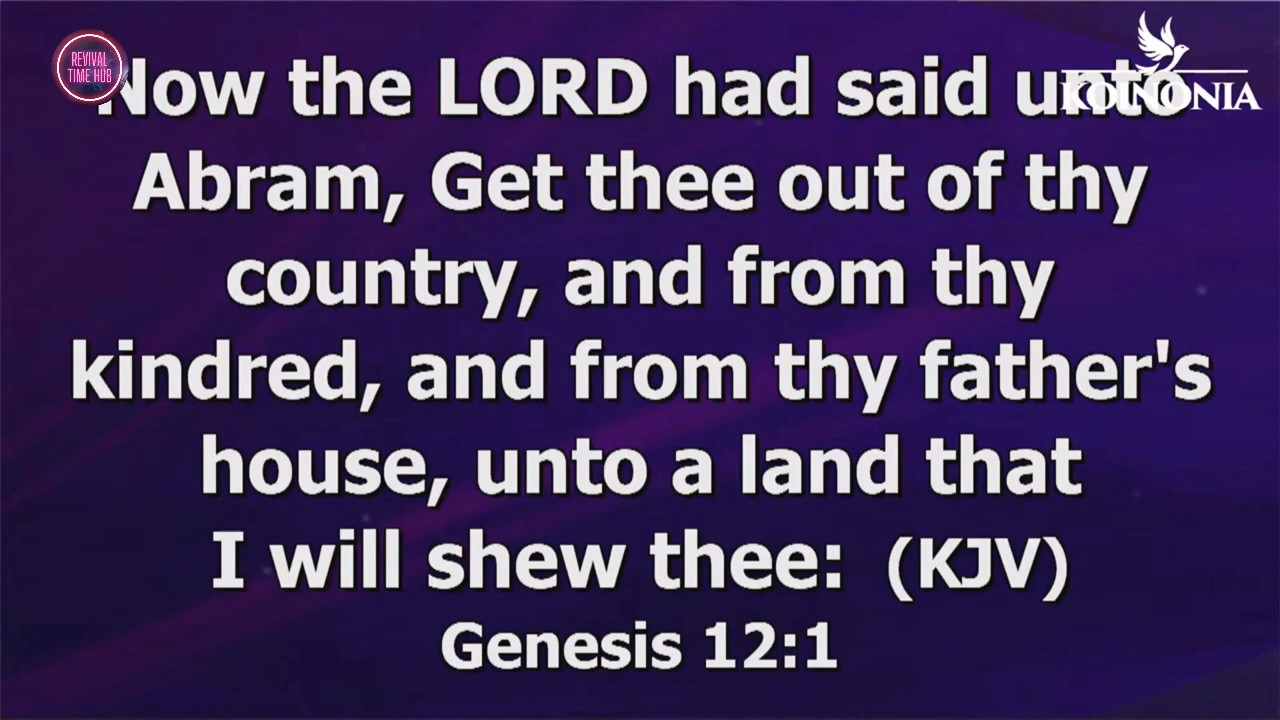 REVIVAL
TIME HUB
KOINONIA
Now the LORD had said unto
Abram, Get thee out of thy
country, and from thy
kindred, and from thy father's
house, unto a land that
I will shew thee: (KJV)
Genesis 12:1